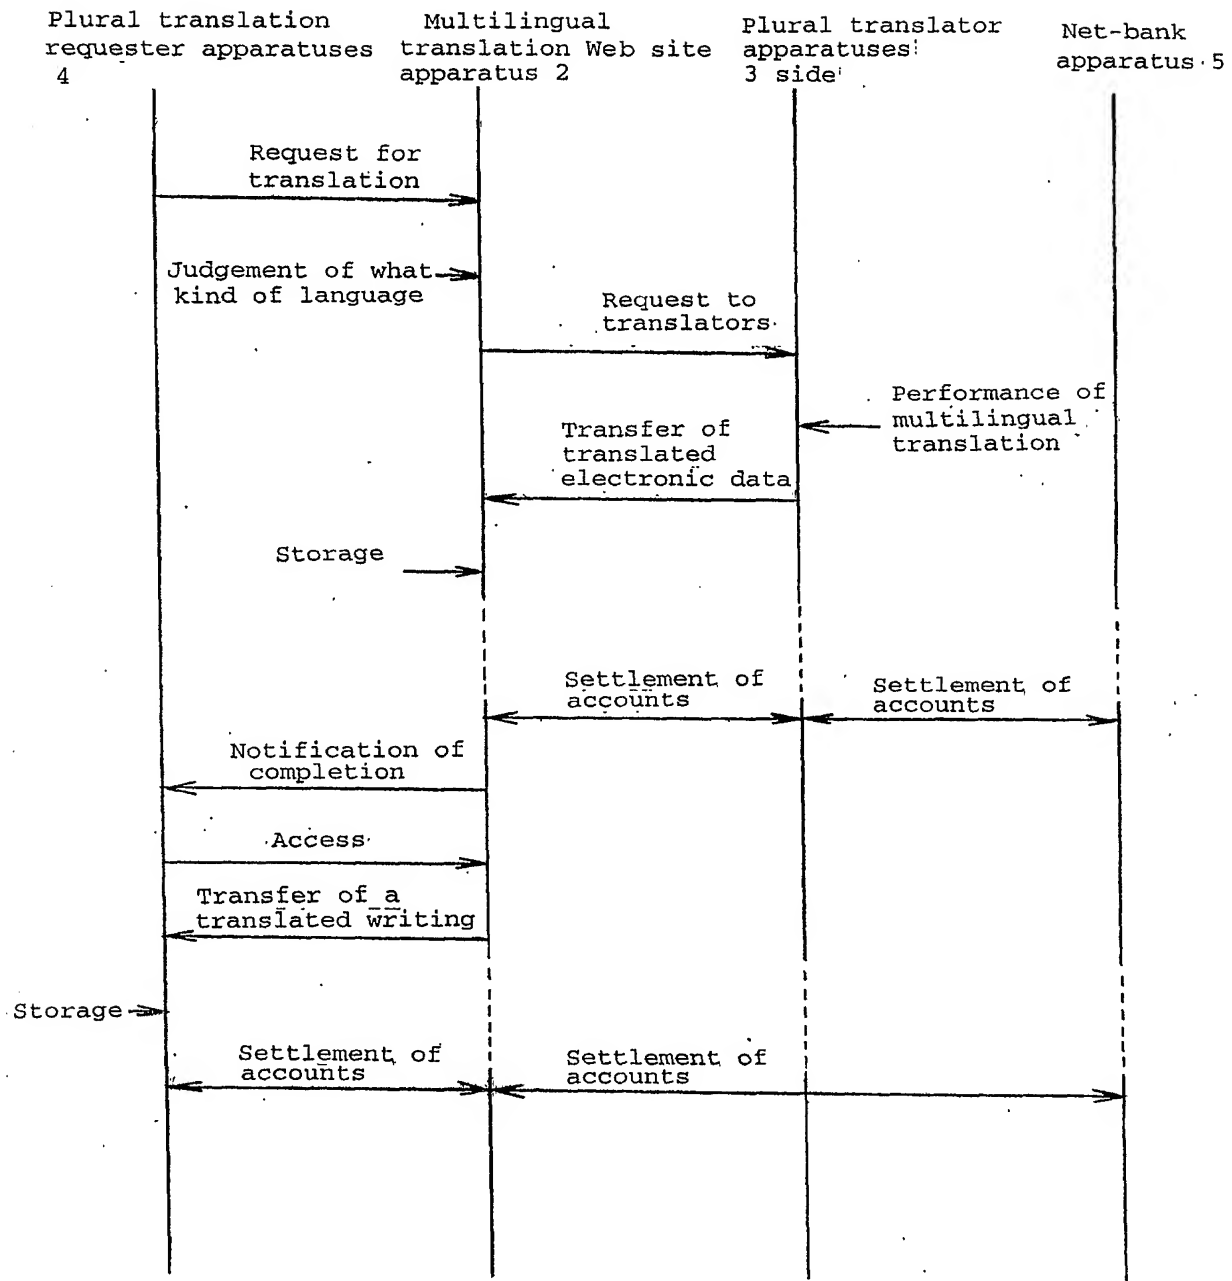 Plural translation
requester apparatuses
4
Multilingual
translation Web site
apparatus 2
Plural translator
apparatuses
3 side
Net-bank
apparatus 5
Request for
translation
Judgement of what
kind of language
Request to
translators
Performance of
multilingual
translation
Transfer of
translated
electronic data
Storage
Settlement of
accounts
Settlement of
accounts
Notification of
completion
Access
Transfer of a
translated writing
Storage
Settlement of
accounts
Settlement of
accounts